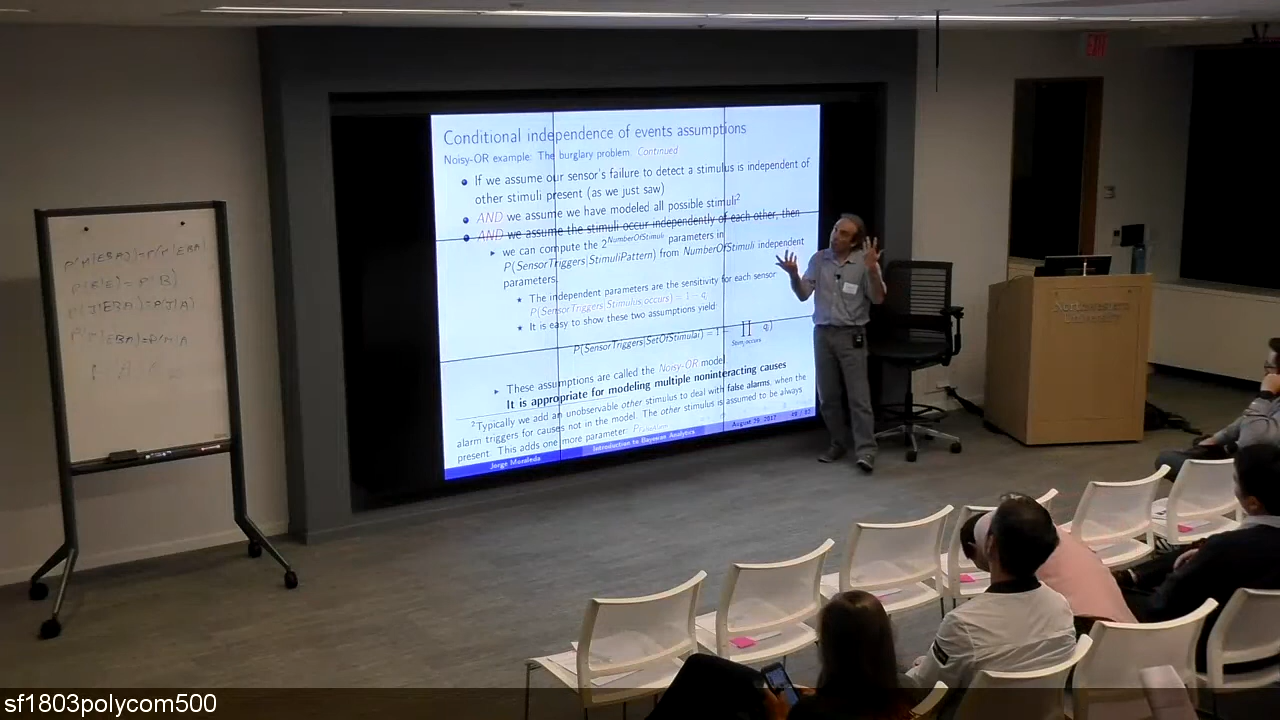 Conditional independence of events assumptions
Noisy-OR example: The burglary problem. Continued
If we assume our sensor's failure to detect a stimulus is independent of
other stimuli present (as we just saw)
AND we assume we have modeled all possible stimuli2
AND we assume the stimuli occur independently of each other, then
we can compute the 2^NumberOfStimuli parameters in
P(SensorTriggers|StimuliPattern) from NumberOfStimuli independent
parameters.
The independent parameters are the sensitivity for each sensor
P(SensorTriggers|Stimulus occurs) = 1 − qi
It is easy to show these two assumptions yield:
P(SensorTriggers|SetOfStimulai) = 1 − ∏ qi)
Stimi occurs
These assumptions are called the Noisy-OR model.
It is appropriate for modeling multiple noninteracting causes
2Typically we add an unobservable other stimulus to deal with false alarms, when the
alarm triggers for causes not in the model. The other stimulus is assumed to be always
present. This adds one more parameter:
Jorge Moraleda
Introduction to Bayesian Analytics
August 29, 2017
P(B|E)=P(B)
P(J|EBA)=P(J|A)
Northwestern
University
EXIT
sf1803polycom500